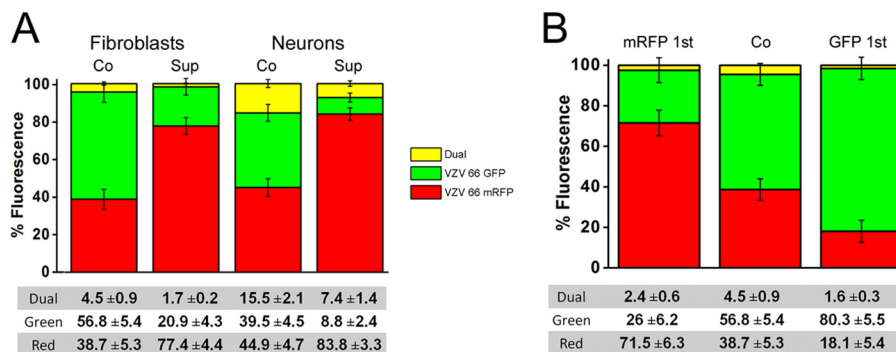 A
Fibroblasts Neurons
Co Sup Co Sup
% Fluorescence
100
80
60
40
20
0
Dual 4.5 ±0.9 1.7 ±0.2 15.5 ±2.1 7.4 ±1.4
Green 56.8 ±5.4 20.9 ±4.3 39.5 ±4.5 8.8 ±2.4
Red 38.7 ±5.3 77.4 ±4.4 44.9 ±4.7 83.8 ±3.3
Dual
VZV 66 GFP
VZV 66 mRFP
B
mRFP 1st Co GFP 1st
% Fluorescence
100
80
60
40
20
0
Dual 2.4 ±0.6 4.5 ±0.9 1.6 ±0.3
Green 26 ±6.2 56.8 ±5.4 80.3 ±5.5
Red 71.5 ±6.3 38.7 ±5.3 18.1 ±5.4